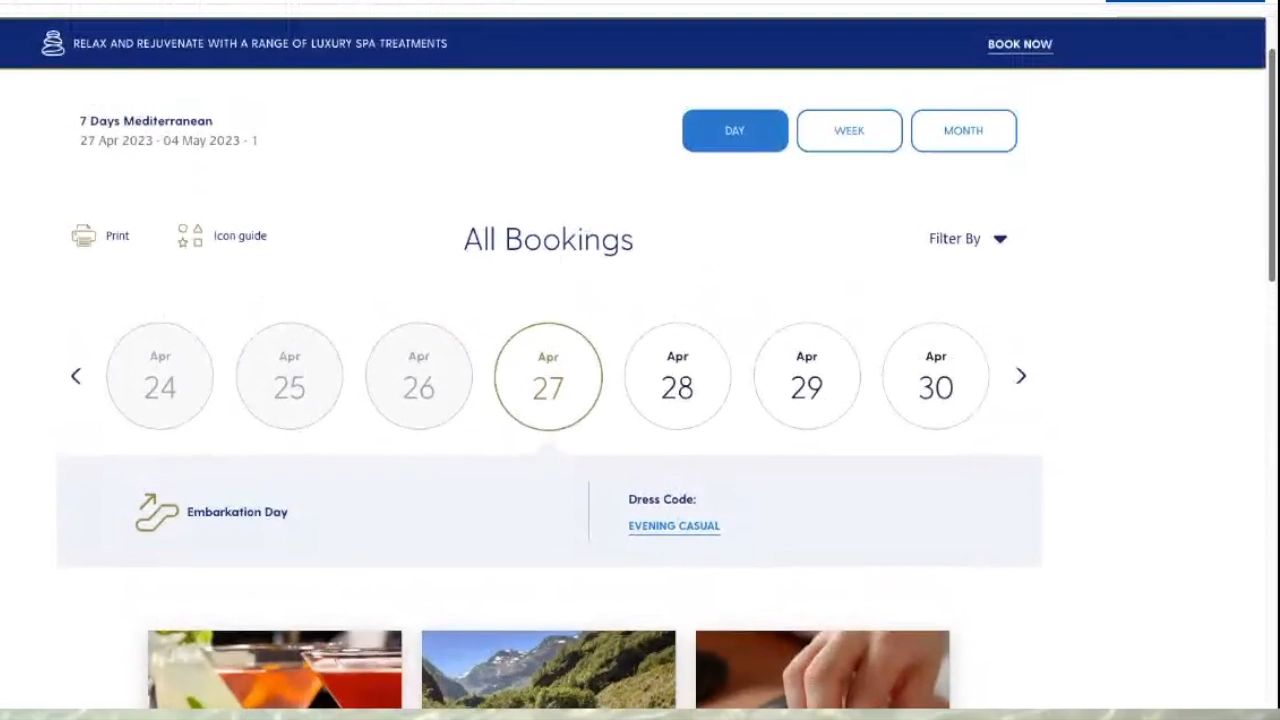 RELAX AND REJUVENATE WITH A RANGE OF LUXURY SPA TREATMENTS
BOOK NOW
7 Days Mediterranean
27 Apr 2023 - 04 May 2023 - 1
DAY
WEEK
MONTH
Print
Icon guide
All Bookings
Filter By
Apr
24
Apr
25
Apr
26
Apr
27
Apr
28
Apr
29
Apr
30
Embarkation Day
Dress Code:
EVENING CASUAL